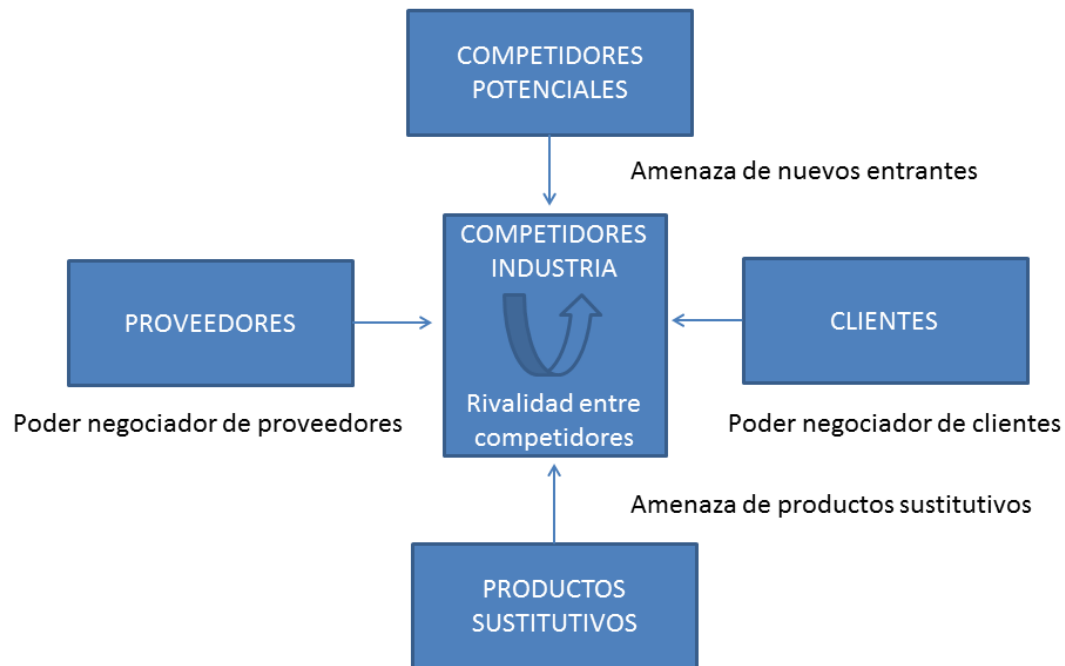 COMPETIDORES
POTENCIALES
Amenaza de nuevos entrantes
COMPETIDORES
INDUSTRIA
PROVEEDORES
CLIENTES
Rivalidad entre
competidores
Poder negociador de proveedores
Poder negociador de clientes
Amenaza de productos sustitutivos
PRODUCTOS
SUSTITUTIVOS